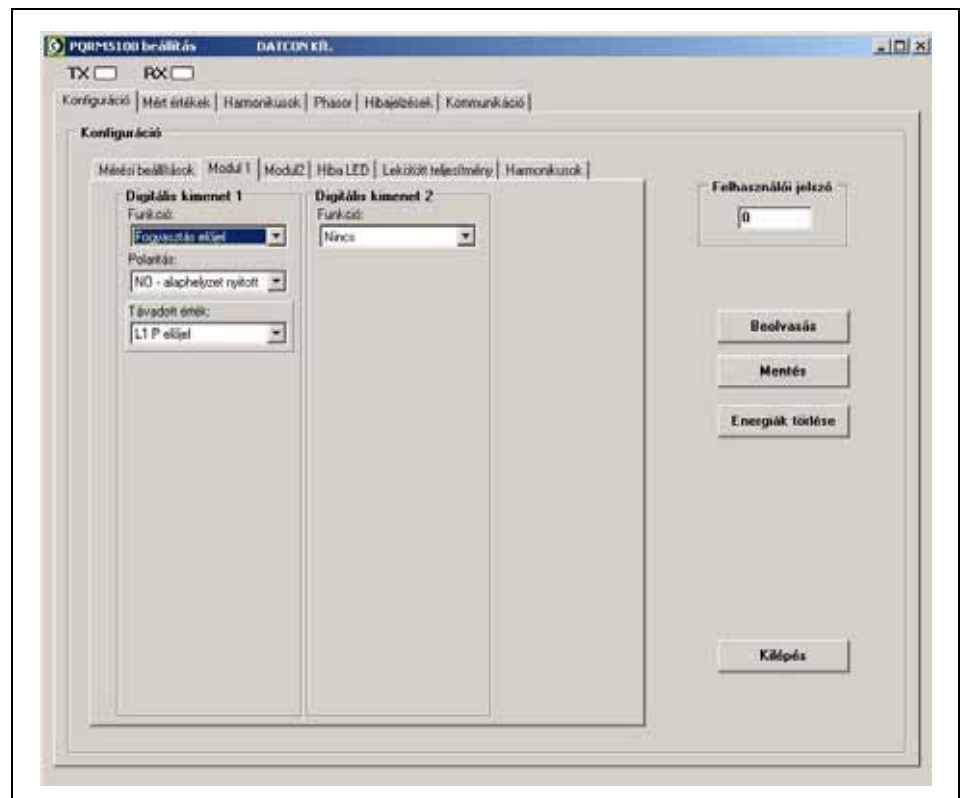 PQRM5100 beállítás DATCON Kft.
TX RX
Konfiguráció Mért értékek Harmonikusok Phasor Hibajelzések Kommunikáció
Konfiguráció
Mérési beállítások Modul 1 Modul2 Hiba LED Lekötött teljesítmény Harmonikusok
Digitális kimenet 1
Funkció:
Fogyasztás előjel
Polaritás:
NO - alaphelyzet nyitott
Távadott érték:
L1 P előjel
Digitális kimenet 2
Funkció:
Nincs
Felhasználói jelszó
0
Beolvasás
Mentés
Energiák törlése
Kilépés